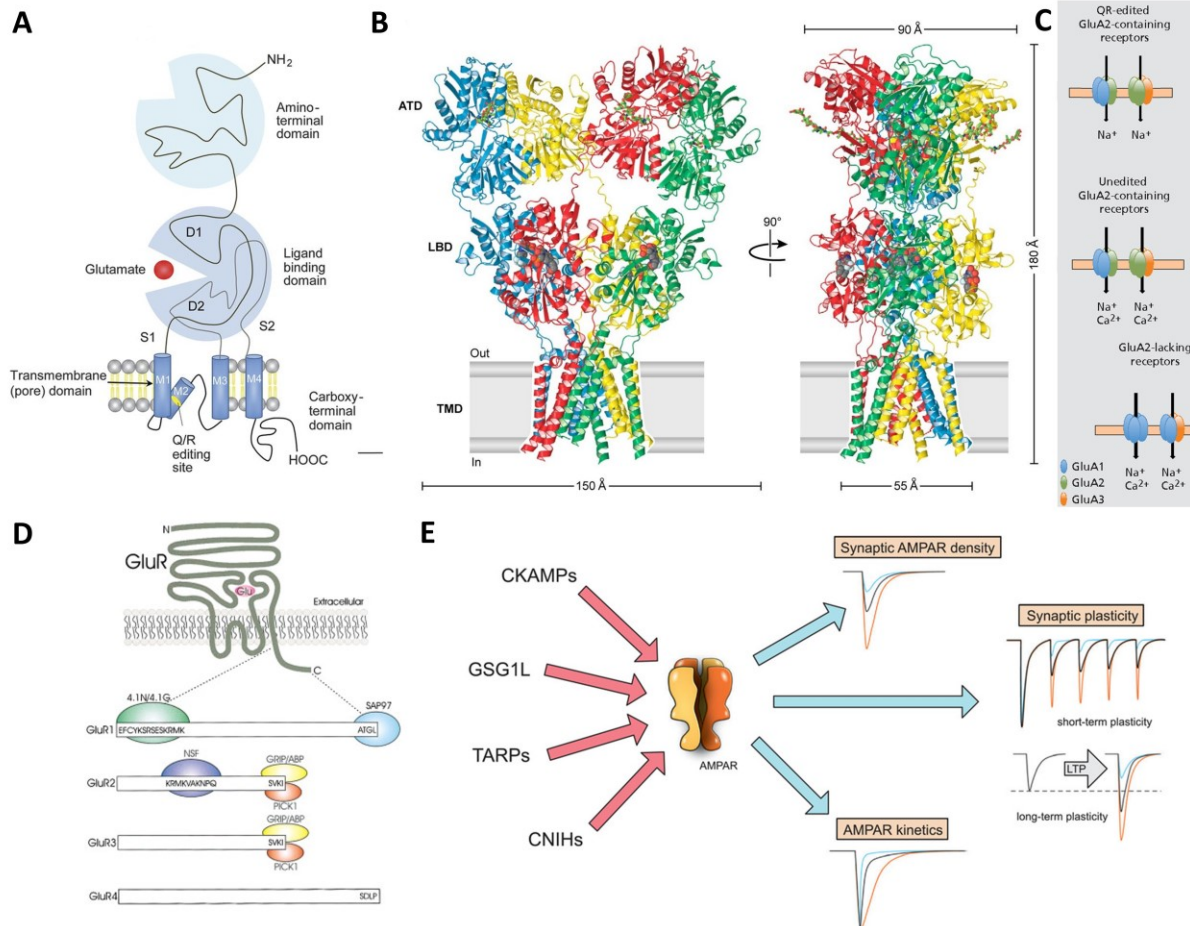 A
NH2
Amino-
terminal
domain
D1
Glutamate
Ligand
binding domain
D2
S1
S2
Transmembrane
(pore) domain
M1
M2
M3
M4
Carboxy-
terminal
domain
Q/R
editing
site
HOOC
B
90 Å
ATD
LBD
90°
180 Å
Out
TMD
In
150 Å
55 Å
C
QR-edited
GluA2-containing
receptors
Na+ Na+
Unedited
GluA2-containing
receptors
Na+ Na+
Ca2+ Ca2+
GluA2-lacking
receptors
Na+ Na+
Ca2+ Ca2+
GluA1
GluA2
GluA3
D
N
GluR
Glu
Extracellular
C
4.1N/4.1G
SAP97
GluR1 EFCYKSRSESKRMK ATGL
NSF
GRIP/ABP
GluR2 KRMKVAKNPQ SVKI
PICK1
GRIP/ABP
GluR3 SVKI
PICK1
GluR4 SDLP
E
CKAMPs
GSG1L
TARPs
CNIHs
AMPAR
Synaptic AMPAR density
Synaptic plasticity
short-term plasticity
LTP
long-term plasticity
AMPAR kinetics